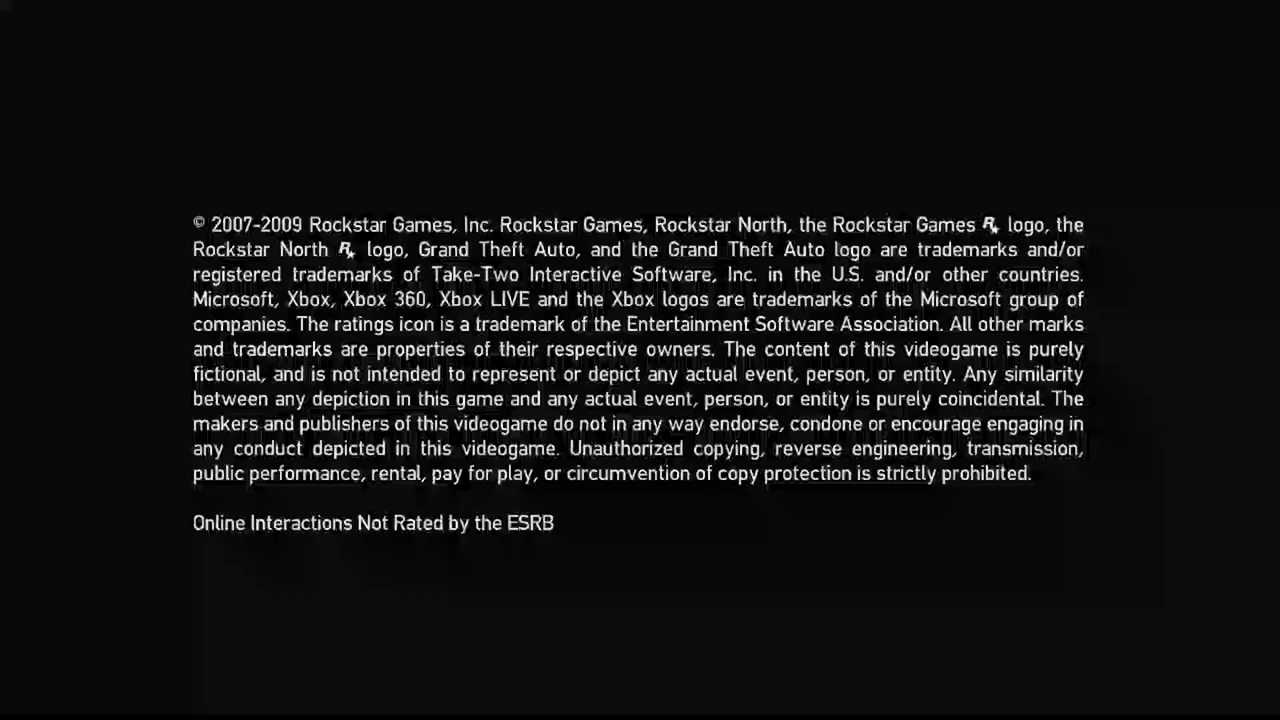 © 2007-2009 Rockstar Games, Inc. Rockstar Games, Rockstar North, the Rockstar Games R★ logo, the
Rockstar North R★ logo, Grand Theft Auto, and the Grand Theft Auto logo are trademarks and/or
registered trademarks of Take-Two Interactive Software, Inc. in the U.S. and/or other countries.
Microsoft, Xbox, Xbox 360, Xbox LIVE and the Xbox logos are trademarks of the Microsoft group of
companies. The ratings icon is a trademark of the Entertainment Software Association. All other marks
and trademarks are properties of their respective owners. The content of this videogame is purely
fictional, and is not intended to represent or depict any actual event, person, or entity. Any similarity
between any depiction in this game and any actual event, person, or entity is purely coincidental. The
makers and publishers of this videogame do not in any way endorse, condone or encourage engaging in
any conduct depicted in this videogame. Unauthorized copying, reverse engineering, transmission,
public performance, rental, pay for play, or circumvention of copy protection is strictly prohibited.
Online Interactions Not Rated by the ESRB